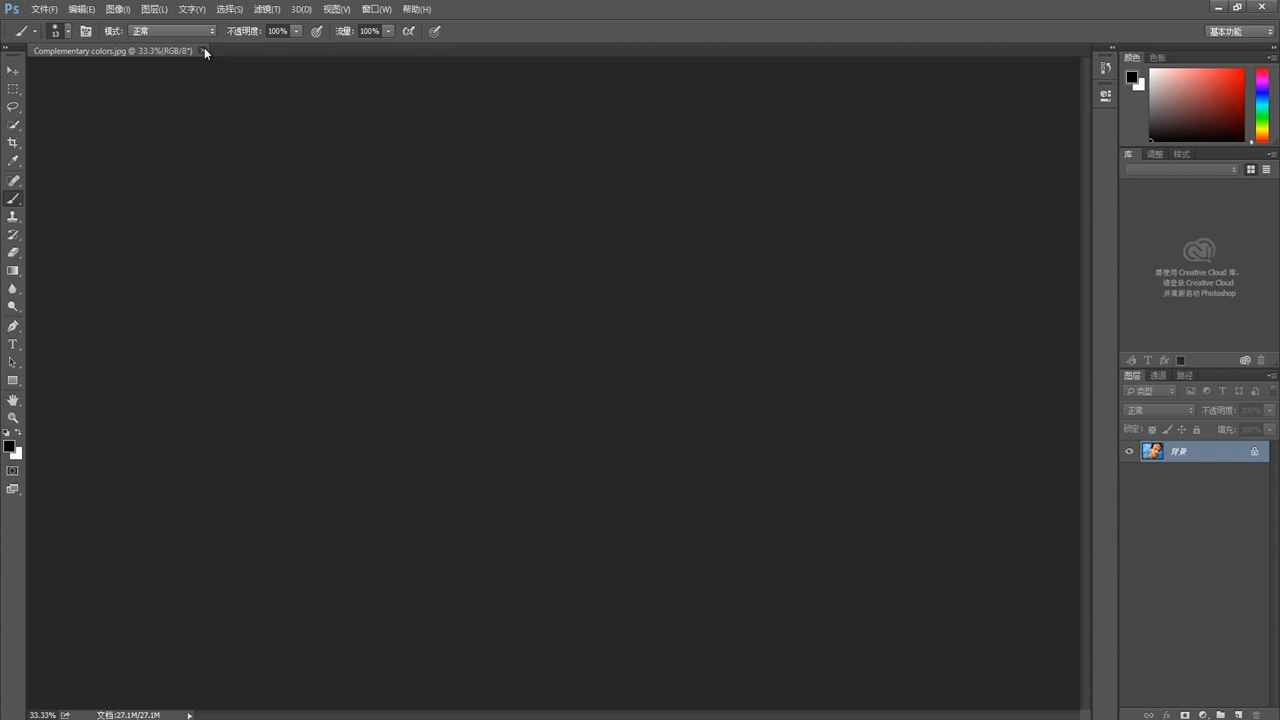 Ps 文件(F) 编辑(E) 图像(I) 图层(L) 文字(Y) 选择(S) 滤镜(T) 3D(D) 视图(V) 窗口(W) 帮助(H)
13 模式: 正常 不透明度: 100% 流量: 100% 基本功能
Complementary colors.jpg @ 33.3%(RGB/8*)
颜色 色板
库 调整 样式
要使用 Creative Cloud 库,
请登录 Creative Cloud
并重新启动 Photoshop
图层 通道 路径
类型
正常 不透明度: 100%
锁定: 填充: 100%
背景
33.33% 文档:27.1M/27.1M